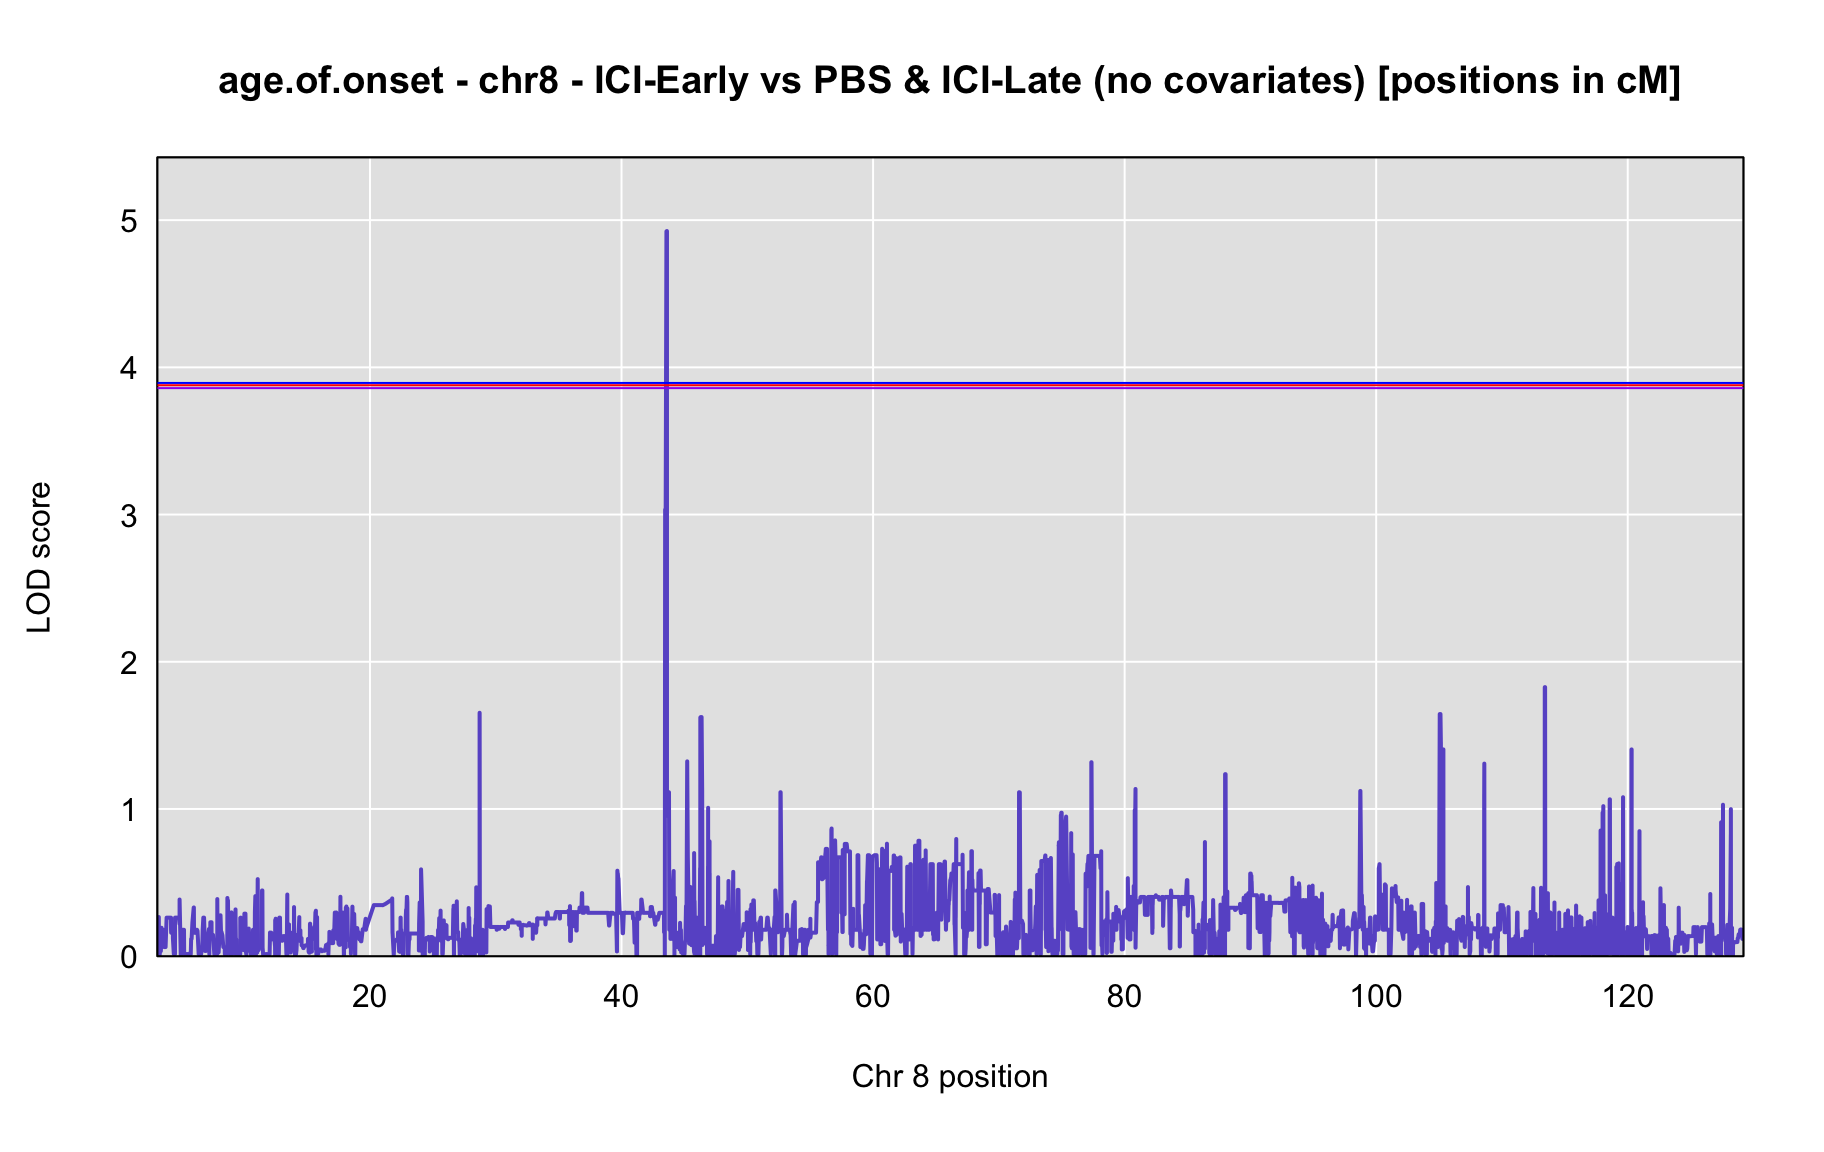 age.of.onset - chr8 - ICI-Early vs PBS & ICI-Late (no covariates) [positions in cM]
5
4
3
2
1
0
LOD score
20 40 60 80 100 120
Chr 8 position